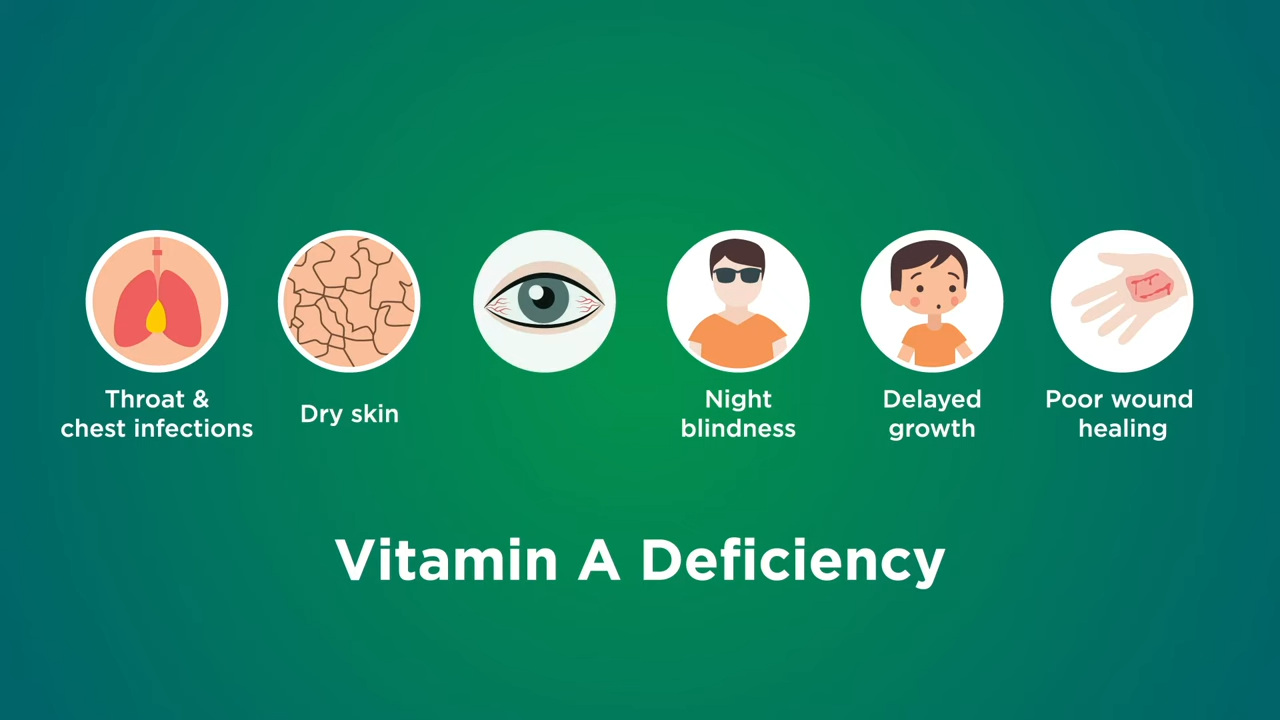 Throat &
chest infections
Dry skin
Night
blindness
Delayed
growth
Poor wound
healing
Vitamin A Deficiency